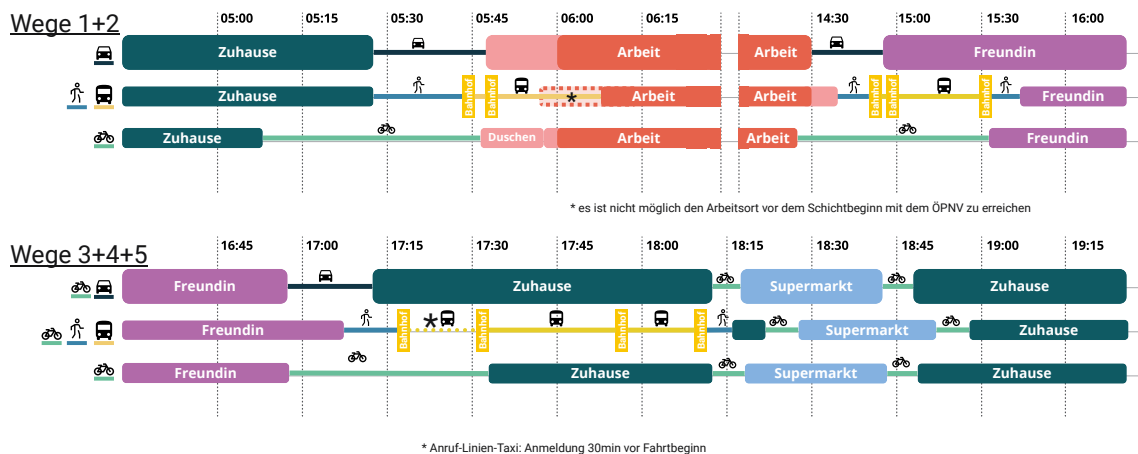 Wege 1+2
05:00 05:15 05:30 05:45 06:00 06:15 14:30 15:00 15:30 16:00
Zuhause Arbeit Arbeit Freundin
Zuhause Bahnhof Bahnhof * Arbeit Arbeit Bahnhof Bahnhof Bahnhof Freundin
Zuhause Duschen Arbeit Arbeit Freundin
* es ist nicht möglich den Arbeitsort vor dem Schichtbeginn mit dem ÖPNV zu erreichen
Wege 3+4+5
16:45 17:00 17:15 17:30 17:45 18:00 18:15 18:30 18:45 19:00 19:15
Freundin Zuhause Supermarkt Zuhause
Freundin Bahnhof * Bahnhof Bahnhof Bahnhof Supermarkt Zuhause
Freundin Zuhause Supermarkt Zuhause
* Anruf-Linien-Taxi: Anmeldung 30min vor Fahrtbeginn